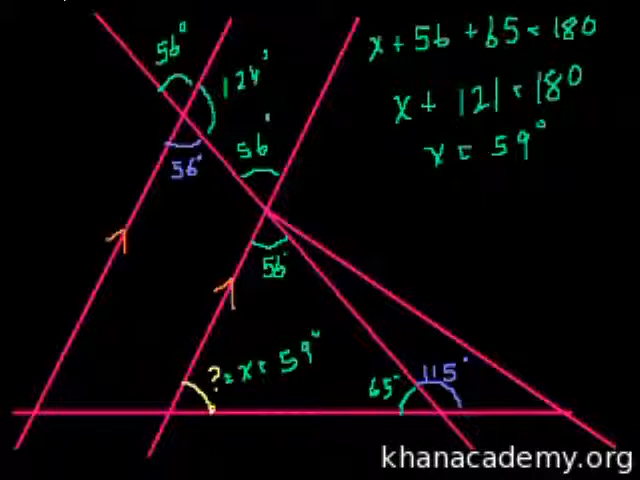 56°
124°
x + 56 + 65 = 180
x + 121 = 180
x = 59°
56°
56°
56°
? = x = 59°
65°
115°
khanacademy.org